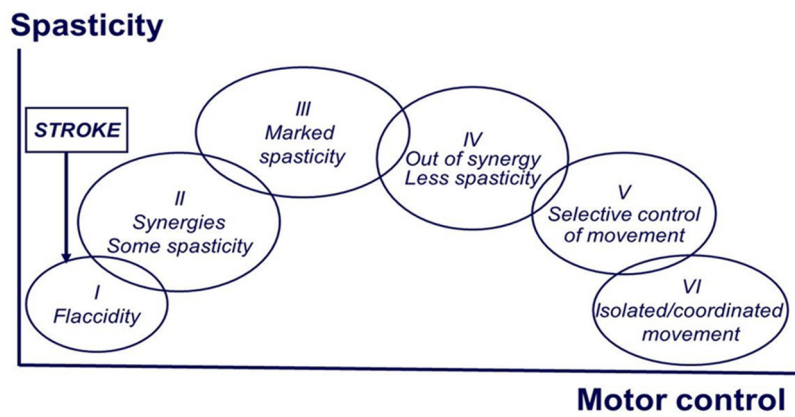 Spasticity
STROKE
I
Flaccidity
II
Synergies
Some spasticity
III
Marked
spasticity
IV
Out of synergy
Less spasticity
V
Selective control
of movement
VI
Isolated/coordinated
movement
Motor control